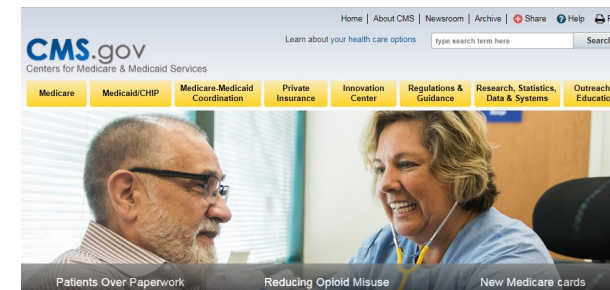 Home | About CMS | Newsroom | Archive | Share Help
Learn about your health care options type search term here Search
CMS.gov
Centers for Medicare & Medicaid Services
Medicare Medicaid/CHIP Medicare-Medicaid Coordination Private Insurance Innovation Center Regulations & Guidance Research, Statistics, Data & Systems Outreach
Patients Over Paperwork Reducing Opioid Misuse New Medicare cards